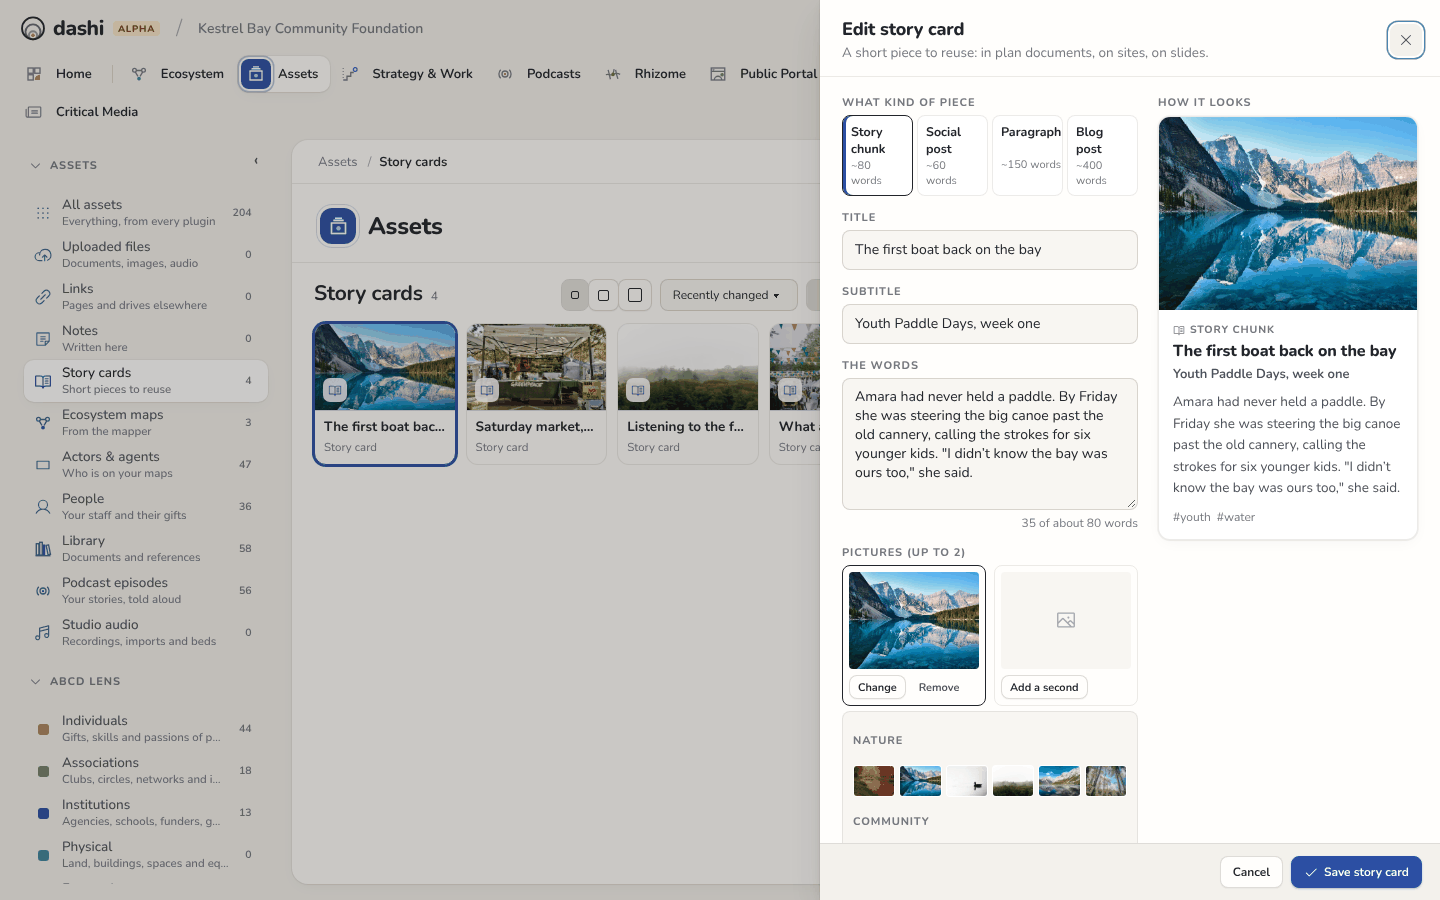 dashi ALPHA / Kestrel Bay Community Foundation
Home
Ecosystem
Assets
Strategy & Work
Podcasts
Rhizome
Public Portal
Critical Media
ASSETS
All assets
Everything, from every plugin
204
Uploaded files
Documents, images, audio
0
Links
Pages and drives elsewhere
0
Notes
Written here
0
Story cards
Short pieces to reuse
4
Ecosystem maps
From the mapper
3
Actors & agents
Who is on your maps
47
People
Your staff and their gifts
36
Library
Documents and references
58
Podcast episodes
Your stories, told aloud
56
Studio audio
Recordings, imports and beds
0
ABCD LENS
Individuals
Gifts, skills and passions of p...
44
Associations
Clubs, circles, networks and i...
18
Institutions
Agencies, schools, funders, g...
13
Physical
Land, buildings, spaces and eq...
0
Assets / Story cards
Assets
Story cards 4
Recently changed
The first boat bac...
Story card
Saturday market,...
Story card
Listening to the f...
Story card
What
Story ca
Edit story card
A short piece to reuse: in plan documents, on sites, on slides.
WHAT KIND OF PIECE
Story
chunk
~80
words
Social
post
~60
words
Paragraph
~150 words
Blog
post
~400
words
TITLE
The first boat back on the bay
SUBTITLE
Youth Paddle Days, week one
THE WORDS
Amara had never held a paddle. By Friday
she was steering the big canoe past the
old cannery, calling the strokes for six
younger kids. "I didn't know the bay was
ours too," she said.
35 of about 80 words
PICTURES (UP TO 2)
Change
Remove
Add a second
NATURE
COMMUNITY
HOW IT LOOKS
STORY CHUNK
The first boat back on the bay
Youth Paddle Days, week one
Amara had never held a paddle. By
Friday she was steering the big canoe
past the old cannery, calling the
strokes for six younger kids. "I didn't
know the bay was ours too," she said.
#youth #water
Cancel
Save story card